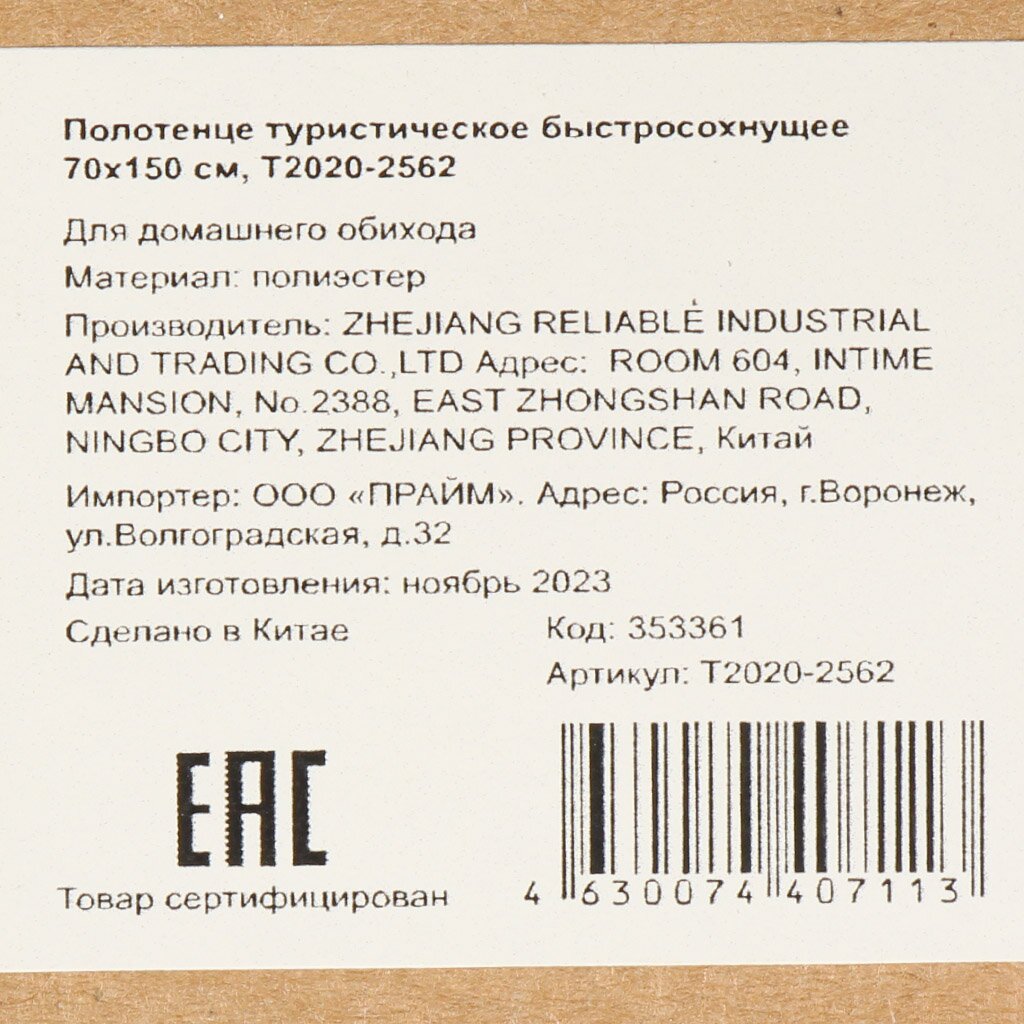 Полотенце туристическое быстросохнущее
70х150 см, Т2020-2562
Для домашнего обихода
Материал: полиэстер
Производитель: ZHEJIANG RELIABLE INDUSTRIAL
AND TRADING CO.,LTD Адрес: ROOM 604, INTIME
MANSION, No.2388, EAST ZHONGSHAN ROAD,
NINGBO CITY, ZHEJIANG PROVINCE, Китай
Импортер: ООО «ПРАЙМ». Адрес: Россия, г.Воронеж,
ул.Волгоградская, д.32
Дата изготовления: ноябрь 2023
Сделано в Китае
Код: 353361
Артикул: Т2020-2562
EAC
Товар сертифицирован
4 630074 407113